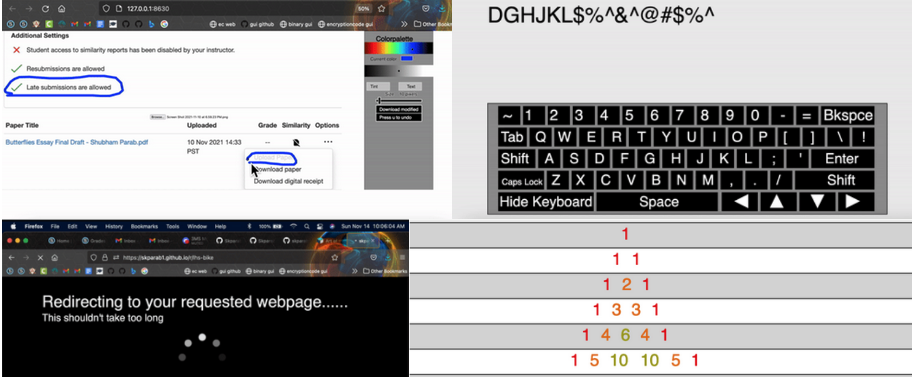 127.0.0.1:8630
50%
ec web
gui github
binary gui
encryptioncode gui
Other Bookm
Additional Settings
Student access to similarity reports has been disabled by your instructor.
Resubmissions are allowed
Late submissions are allowed
Paper Title Uploaded Grade Similarity Options
Butterflies Essay Final Draft - Shubham Parab.pdf 10 Nov 2021 14:33 -- ...
PST
Download paper
Download digital receipt
Colorpalette
Current color:
Tint Text
Download modified
Press u to undo
DGHJKL$%^&^@#$%^
~ 1 2 3 4 5 6 7 8 9 0 - = Bkspce
Tab Q W E R T Y U I O P [ ] \ !
Shift A S D F G H J K L ; ' Enter
Caps Lock Z X C V B N M , . / Shift
Hide Keyboard Space ◀ ▲ ▼ ▶
Firefox File Edit View History Bookmarks Tools Window Help 100% Sun Nov 14 10:06:04 AM
https://skparab1.github.io/r/lhs-bike
ec web
gui github
binary gui
encryptioncode gui
Other Bookmarks
Redirecting to your requested webpage......
This shouldn't take too long
1
1 1
1 2 1
1 3 3 1
1 4 6 4 1
1 5 10 10 5 1